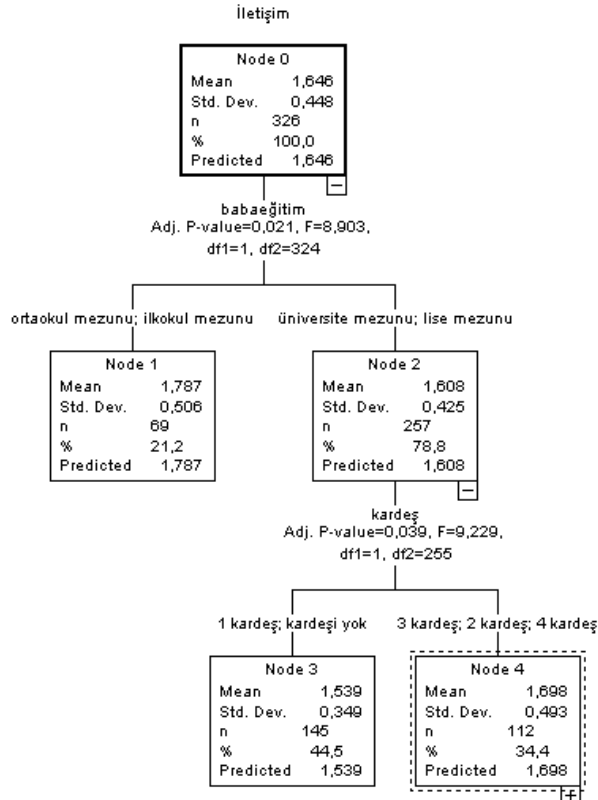 İletişim
Node 0
Mean 1,646
Std. Dev. 0,448
n 326
% 100,0
Predicted 1,646
babaeğitim
Adj. P-value=0,021, F=8,903,
df1=1, df2=324
ortaokul mezunu; ilkokul mezunu
üniversite mezunu; lise mezunu
Node 1
Mean 1,787
Std. Dev. 0,506
n 69
% 21,2
Predicted 1,787
Node 2
Mean 1,608
Std. Dev. 0,425
n 257
% 78,8
Predicted 1,608
kardeş
Adj. P-value=0,039, F=9,229,
df1=1, df2=255
1 kardeş; kardeşi yok
3 kardeş; 2 kardeş; 4 kardeş
Node 3
Mean 1,539
Std. Dev. 0,349
n 145
% 44,5
Predicted 1,539
Node 4
Mean 1,698
Std. Dev. 0,493
n 112
% 34,4
Predicted 1,698